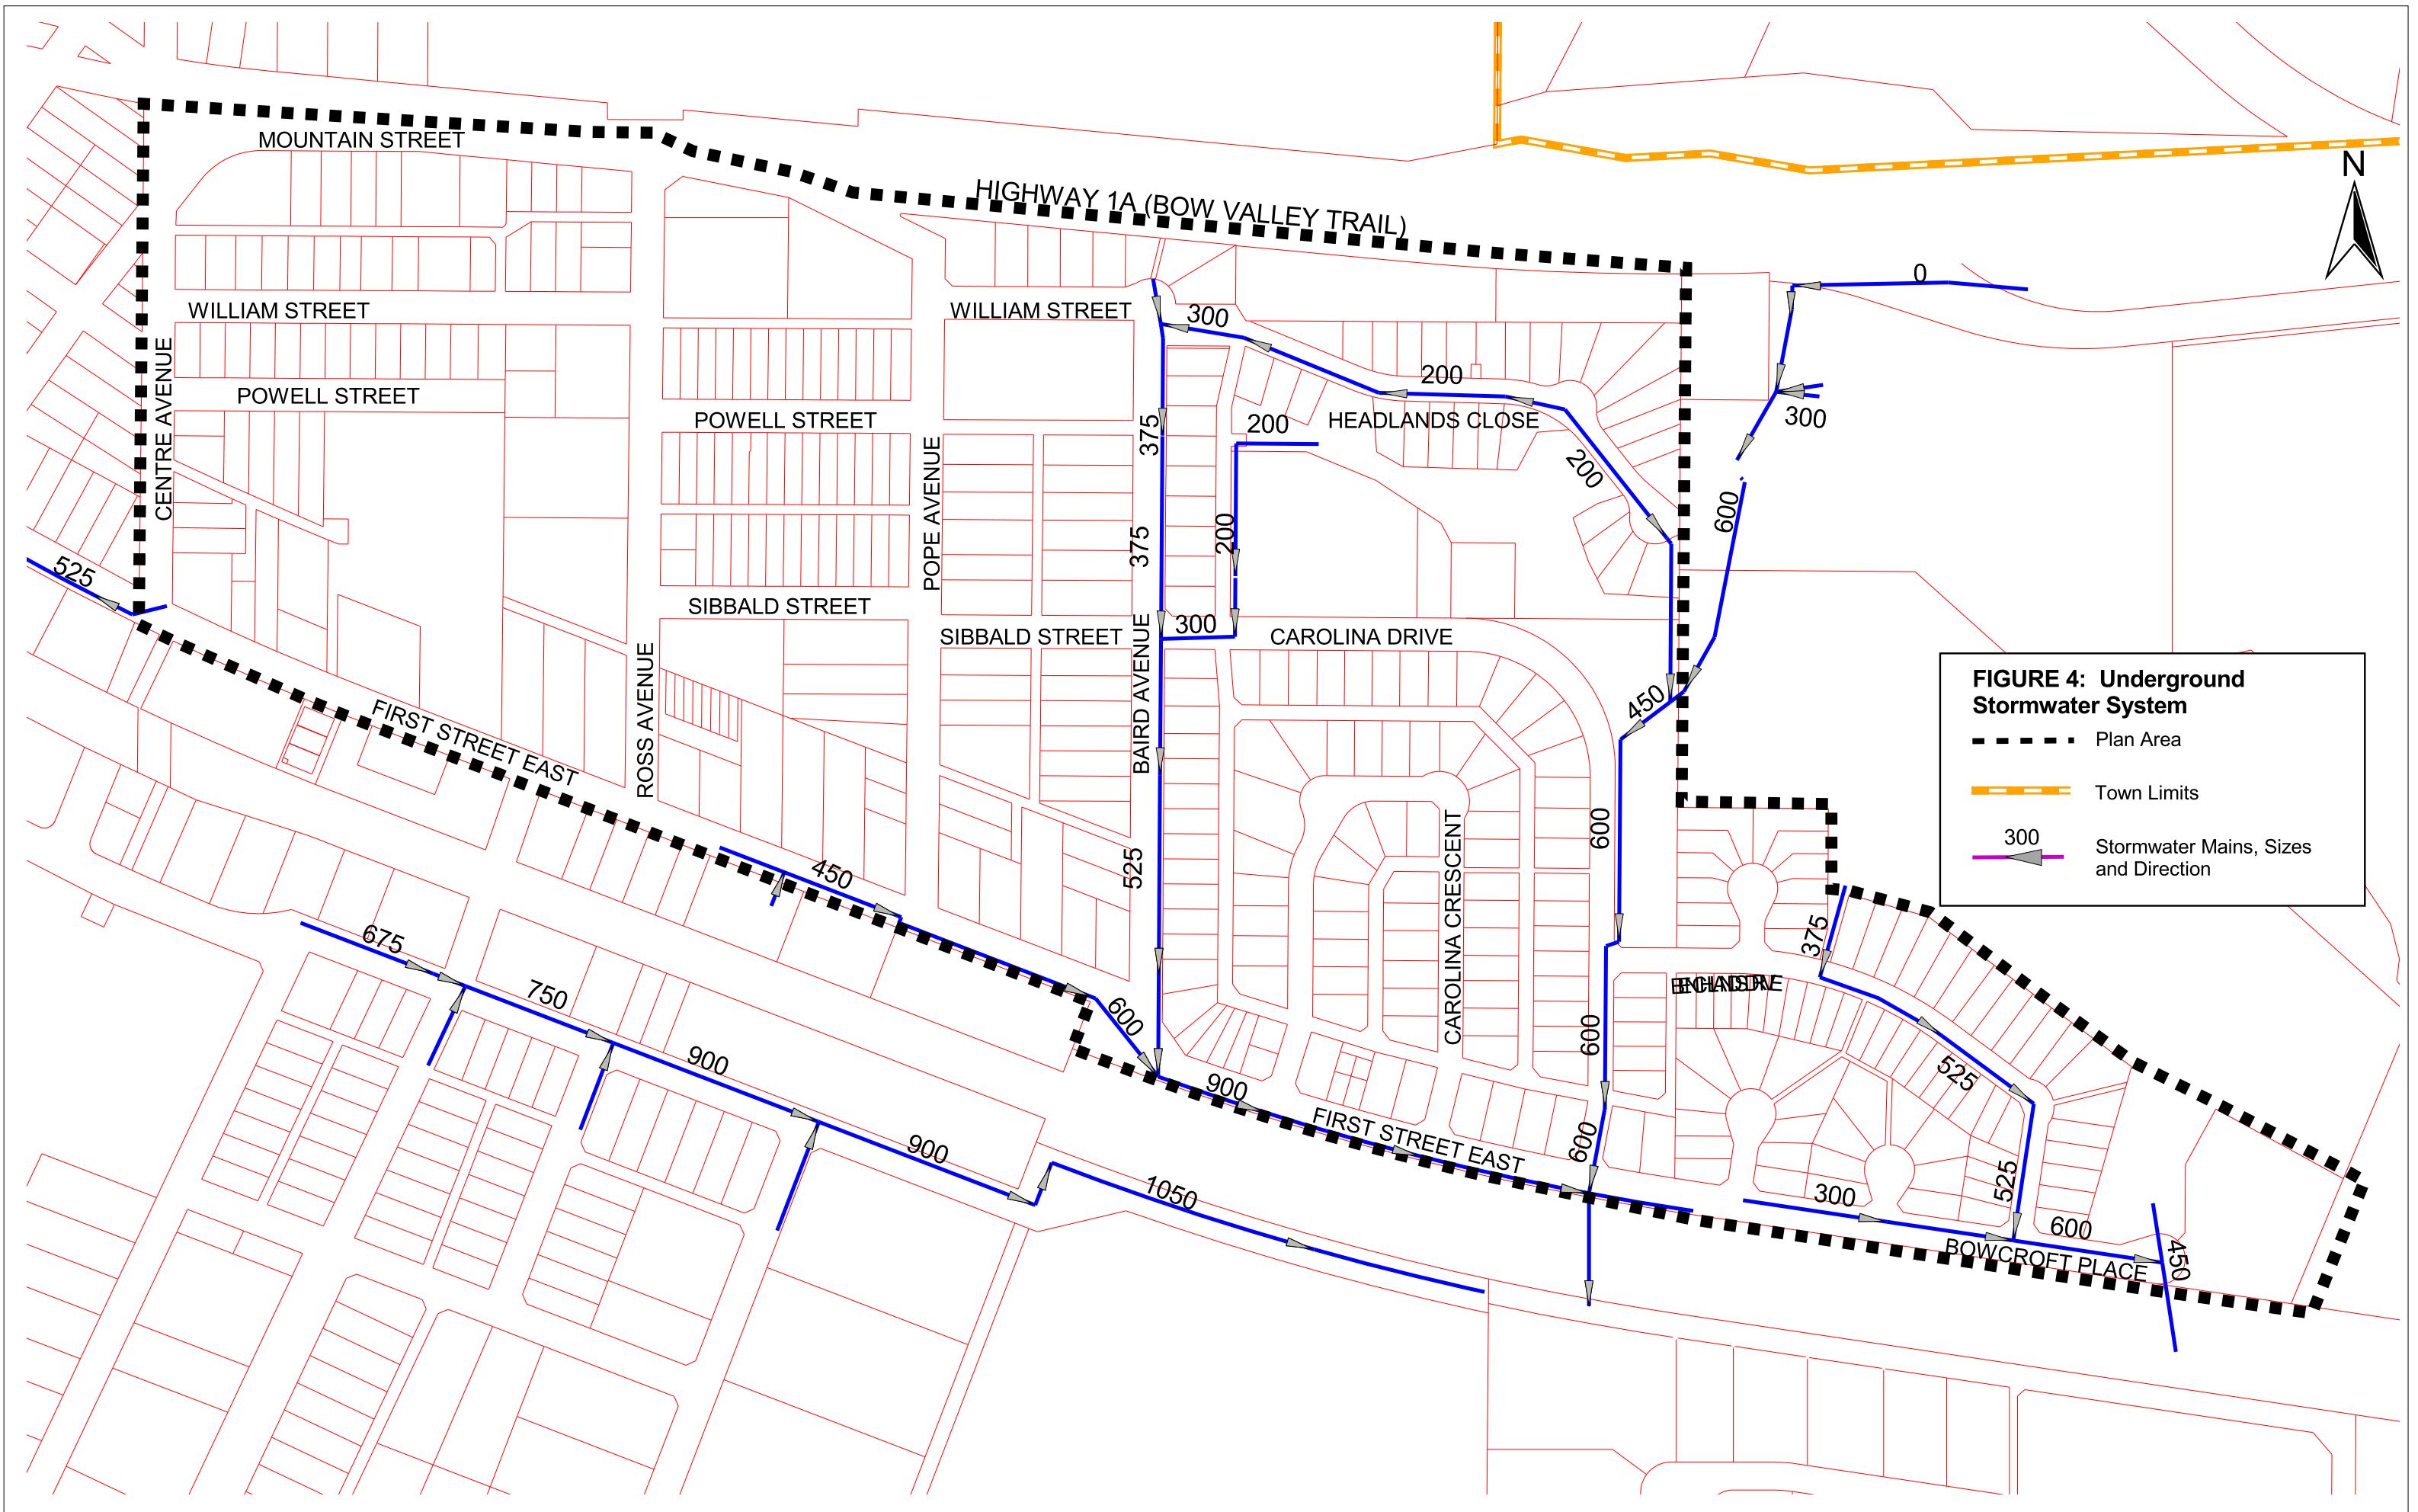 MOUNTAIN STREET
HIGHWAY 1A (BOW VALLEY TRAIL)
N
0
WILLIAM STREET
WILLIAM STREET
300
CENTRE AVENUE
POWELL STREET
200
300
POWELL STREET
375
200
HEADLANDS CLOSE
200
POPE AVENUE
375
200
600
525
SIBBALD STREET
SIBBALD STREET
300
CAROLINA DRIVE
BAIRD AVENUE
ROSS AVENUE
450
FIRST STREET EAST
FIGURE 4: Underground
Stormwater System
Plan Area
Town Limits
300
Stormwater Mains, Sizes
and Direction
450
525
600
CAROLINA CRESCENT
375
675
750
600
600
900
900
FIRST STREET EAST
525
900
600
1050
300
525
600
450
BOWCROFT PLACE